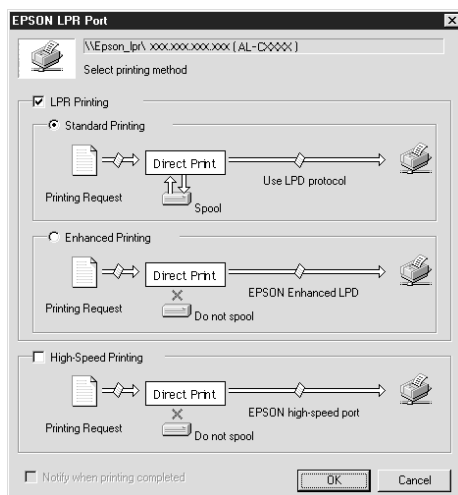 EPSON LPR Port
\\Epson_lpr\ xxx.xxx.xxx.xxx (AL-CXXXX)
Select printing method
LPR Printing
Standard Printing
Direct Print
Use LPD protocol
Printing Request
Spool
Enhanced Printing
Direct Print
EPSON Enhanced LPD
Printing Request
Do not spool
High-Speed Printing
Direct Print
EPSON high-speed port
Printing Request
Do not spool
Notify when printing completed
OK
Cancel